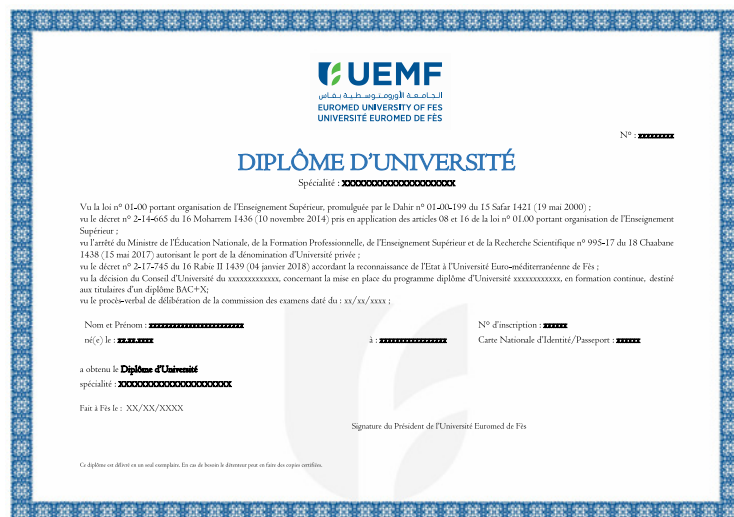 UEMF
الجامعة الأورومتوسطية بفاس
EUROMED UNIVERSITY OF FES
UNIVERSITÉ EUROMED DE FÈS
N° : xxxxxxxxx
DIPLÔME D'UNIVERSITÉ
Spécialité : XXXXXXXXXXXXXXXXXXXXX
Vu la loi n° 01-00 portant organisation de l'Enseignement Supérieur, promulguée par le Dahir n° 01-00-199 du 15 Safar 1421 (19 mai 2000) ;
vu le décret n° 2-14-665 du 16 Moharrem 1436 (10 novembre 2014) pris en application des articles 08 et 16 de la loi n° 01.00 portant organisation de l'Enseignement
Supérieur ;
vu l'arrêté du Ministre de l'Éducation Nationale, de la Formation Professionnelle, de l'Enseignement Supérieur et de la Recherche Scientifique n° 995-17 du 18 Chaabane
1438 (15 mai 2017) autorisant le port de la dénomination d'Université privée ;
vu le décret n° 2-17-745 du 16 Rabie II 1439 (04 janvier 2018) accordant la reconnaissance de l'Etat à l'Université Euro-méditerranéenne de Fès ;
vu la décision du Conseil d'Université du xxxxxxxxxxxxx, concernant la mise en place du programme diplôme d'Université xxxxxxxxxxxx, en formation continue, destiné
aux titulaires d'un diplôme BAC+X;
vu le procès-verbal de délibération de la commission des examens daté du : xx/xx/xxxx ;
Nom et Prénom : xxxxxxxxxxxxxxxxxxxxxxxx N° d'inscription : xxxxxx
né(e) le : xx.xx.xxxx à : xxxxxxxxxxxxxxxxx Carte Nationale d'Identité/Passeport : xxxxxx
a obtenu le Diplôme d'Université
spécialité : XXXXXXXXXXXXXXXXXXXXX
Fait à Fès le : XX/XX/XXXX
Signature du Président de l'Université Euromed de Fès
Ce diplôme est délivré en un seul exemplaire. En cas de besoin le détenteur peut en faire des copies certifiées.